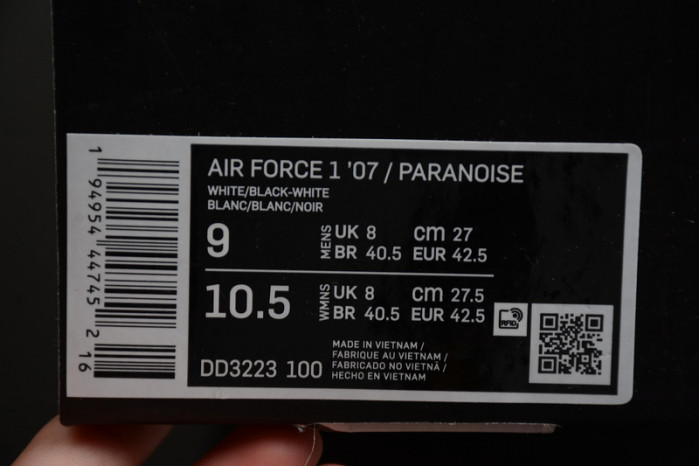 AIR FORCE 1 '07 / PARANOISE
WHITE/BLACK-WHITE
BLANC/BLANC/NOIR
9 MENS UK 8 cm 27
BR 40.5 EUR 42.5
10.5 WMNS UK 8 cm 27.5
BR 40.5 EUR 42.5
RFID
DD3223 100
MADE IN VIETNAM /
FABRIQUE AU VIETNAM /
FABRICADO NO VIETNÃ /
HECHO EN VIETNAM
1 94954 44745 2 16